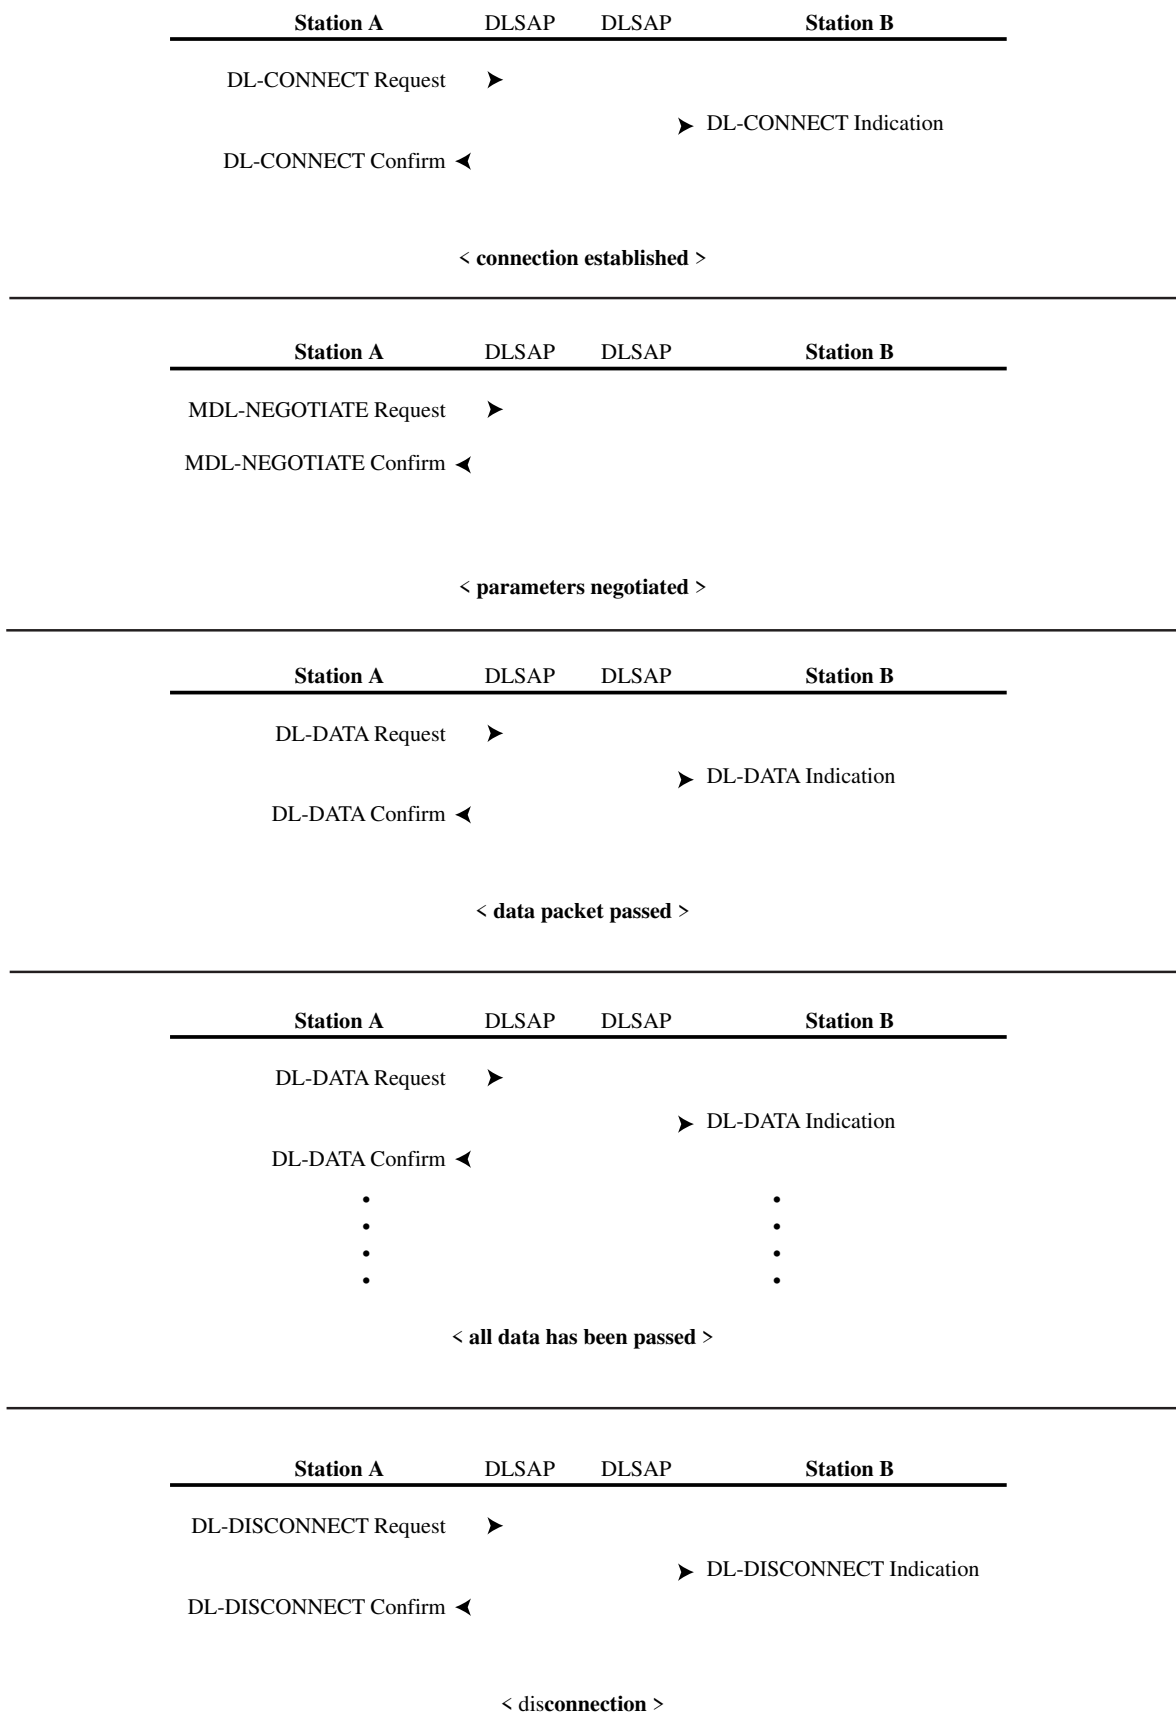 Station A DLSAP DLSAP Station B
DL-CONNECT Request
DL-CONNECT Indication
DL-CONNECT Confirm
< connection established >
Station A DLSAP DLSAP Station B
MDL-NEGOTIATE Request
MDL-NEGOTIATE Confirm
< parameters negotiated >
Station A DLSAP DLSAP Station B
DL-DATA Request
DL-DATA Indication
DL-DATA Confirm
< data packet passed >
Station A DLSAP DLSAP Station B
DL-DATA Request
DL-DATA Indication
DL-DATA Confirm
< all data has been passed >
Station A DLSAP DLSAP Station B
DL-DISCONNECT Request
DL-DISCONNECT Indication
DL-DISCONNECT Confirm
< disconnection >